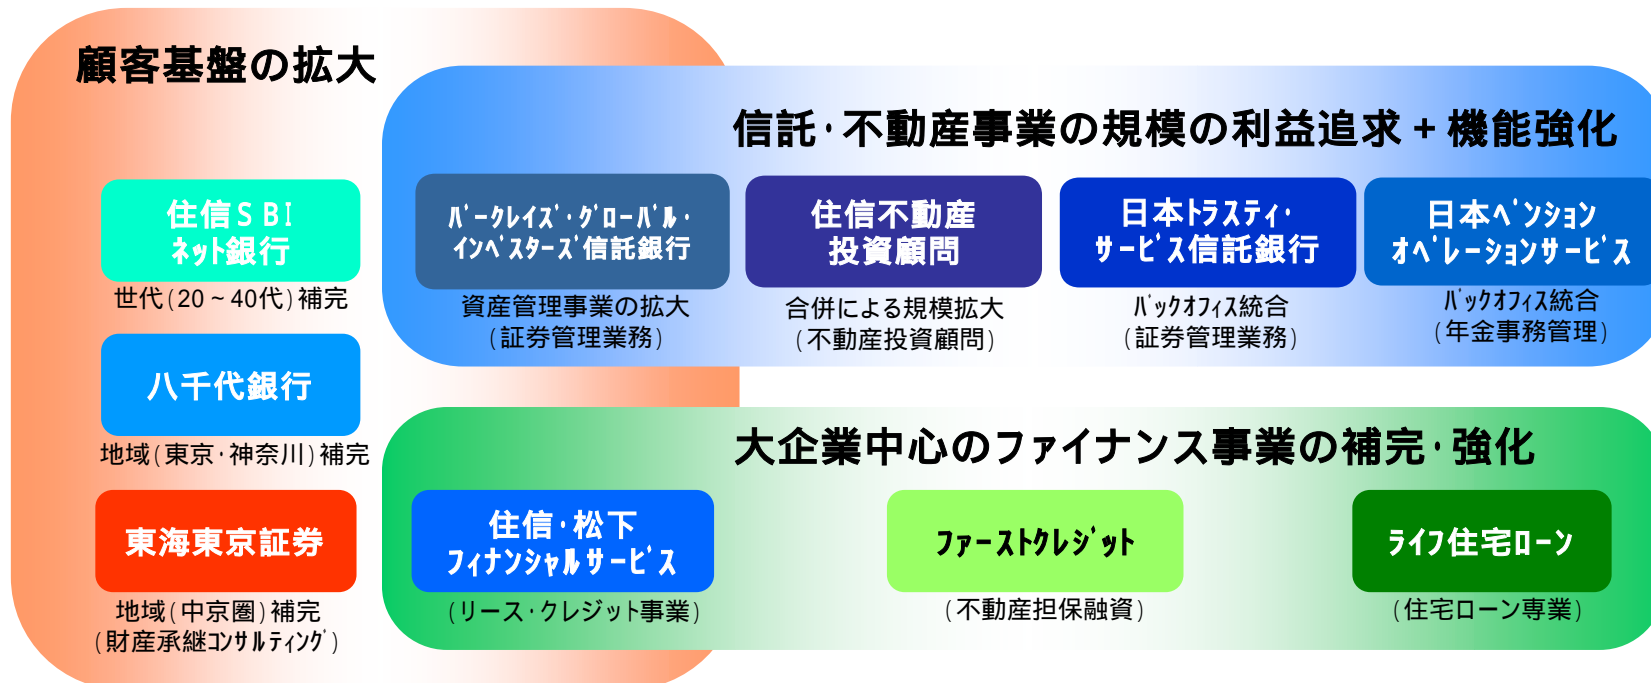 顧客基盤の拡大
住信ＳＢＩ
ネット銀行
世代(20～40代)補完
八千代銀行
地域(東京・神奈川)補完
東海東京証券
地域(中京圏)補完
(財産承継ｺﾝｻﾙﾃｨﾝｸﾞ)
信託・不動産事業の規模の利益追求＋機能強化
ﾊﾞｰｸﾚｲｽﾞ・ｸﾞﾛｰﾊﾞﾙ・
ｲﾝﾍﾞｽﾀｰｽﾞ信託銀行
資産管理事業の拡大
(証券管理業務)
住信不動産
投資顧問
合併による規模拡大
(不動産投資顧問)
日本ﾄﾗｽﾃｨ・
ｻｰﾋﾞｽ信託銀行
ﾊﾞｯｸｵﾌｨｽ統合
(証券管理業務)
日本ﾍﾟﾝｼｮﾝ
ｵﾍﾟﾚｰｼｮﾝｻｰﾋﾞｽ
ﾊﾞｯｸｵﾌｨｽ統合
(年金事務管理)
大企業中心のファイナンス事業の補完・強化
住信・松下
ﾌｨﾅﾝｼｬﾙｻｰﾋﾞｽ
(リース・クレジット事業)
ﾌｧｰｽﾄｸﾚｼﾞｯﾄ
(不動産担保融資)
ﾗｲﾌ住宅ﾛｰﾝ
(住宅ローン専業)